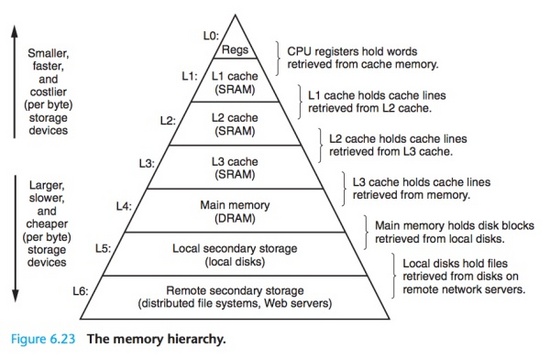 Smaller,
faster,
and
costlier
(per byte)
storage
devices
Larger,
slower,
and
cheaper
(per byte)
storage
devices
L0:
Regs
CPU registers hold words
retrieved from cache memory.
L1:
L1 cache
(SRAM)
L1 cache holds cache lines
retrieved from L2 cache.
L2:
L2 cache
(SRAM)
L2 cache holds cache lines
retrieved from L3 cache.
L3:
L3 cache
(SRAM)
L3 cache holds cache lines
retrieved from memory.
L4:
Main memory
(DRAM)
Main memory holds disk blocks
retrieved from local disks.
L5:
Local secondary storage
(local disks)
Local disks hold files
retrieved from disks on
remote network servers.
L6:
Remote secondary storage
(distributed file systems, Web servers)
Figure 6.23 The memory hierarchy.